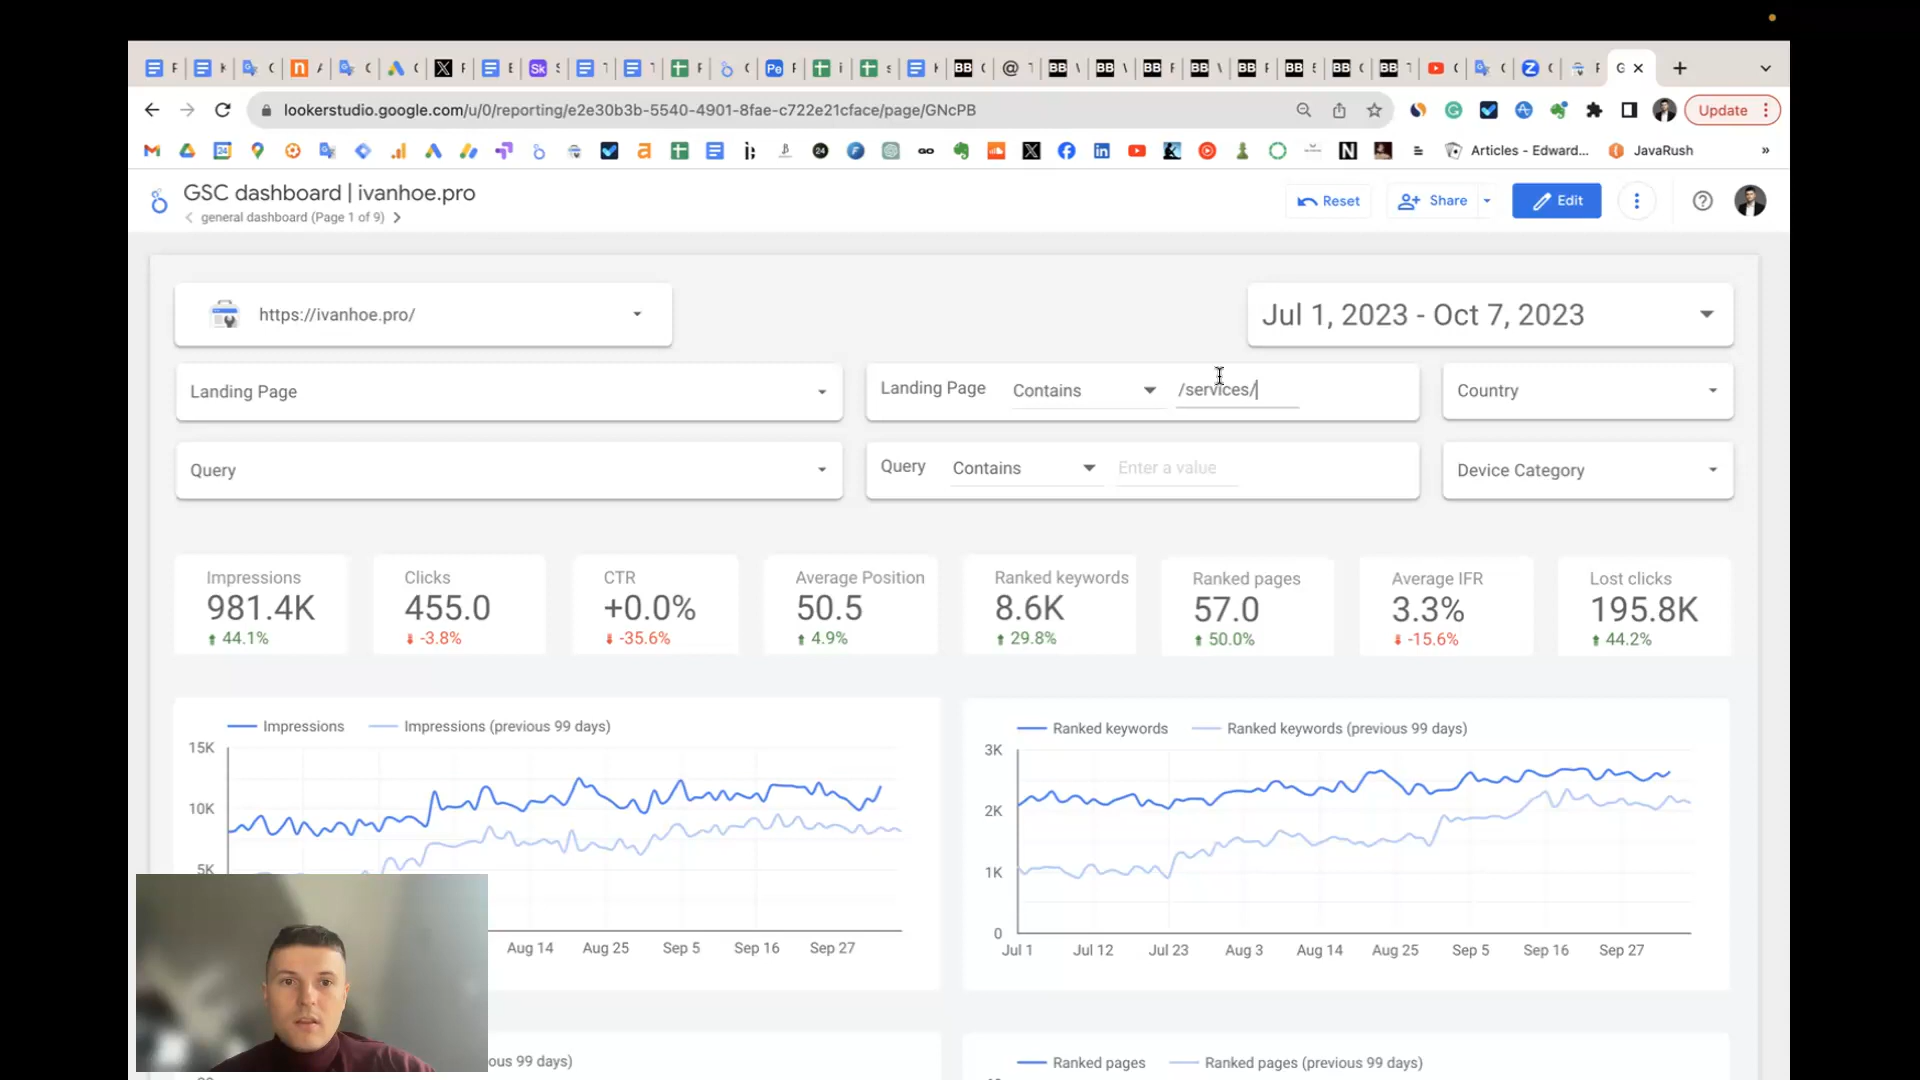 lookerstudio.google.com/u/0/reporting/e2e30b3b-5540-4901-8fae-c722e21cface/page/GNcPB
Update
Articles - Edward...
JavaRush
»
GSC dashboard | ivanhoe.pro
general dashboard (Page 1 of 9)
Reset
Share
Edit
https://ivanhoe.pro/
Jul 1, 2023 - Oct 7, 2023
Landing Page
Landing Page Contains /services/
Country
Query
Query Contains Enter a value
Device Category
Impressions
981.4K
44.1%
Clicks
455.0
-3.8%
CTR
+0.0%
-35.6%
Average Position
50.5
4.9%
Ranked keywords
8.6K
29.8%
Ranked pages
57.0
50.0%
Average IFR
3.3%
-15.6%
Lost clicks
195.8K
44.2%
Impressions Impressions (previous 99 days)
15K
10K
5K
Aug 14 Aug 25 Sep 5 Sep 16 Sep 27
Ranked keywords Ranked keywords (previous 99 days)
3K
2K
1K
0
Jul 1 Jul 12 Jul 23 Aug 3 Aug 14 Aug 25 Sep 5 Sep 16 Sep 27
ous 99 days)
Ranked pages Ranked pages (previous 99 days)